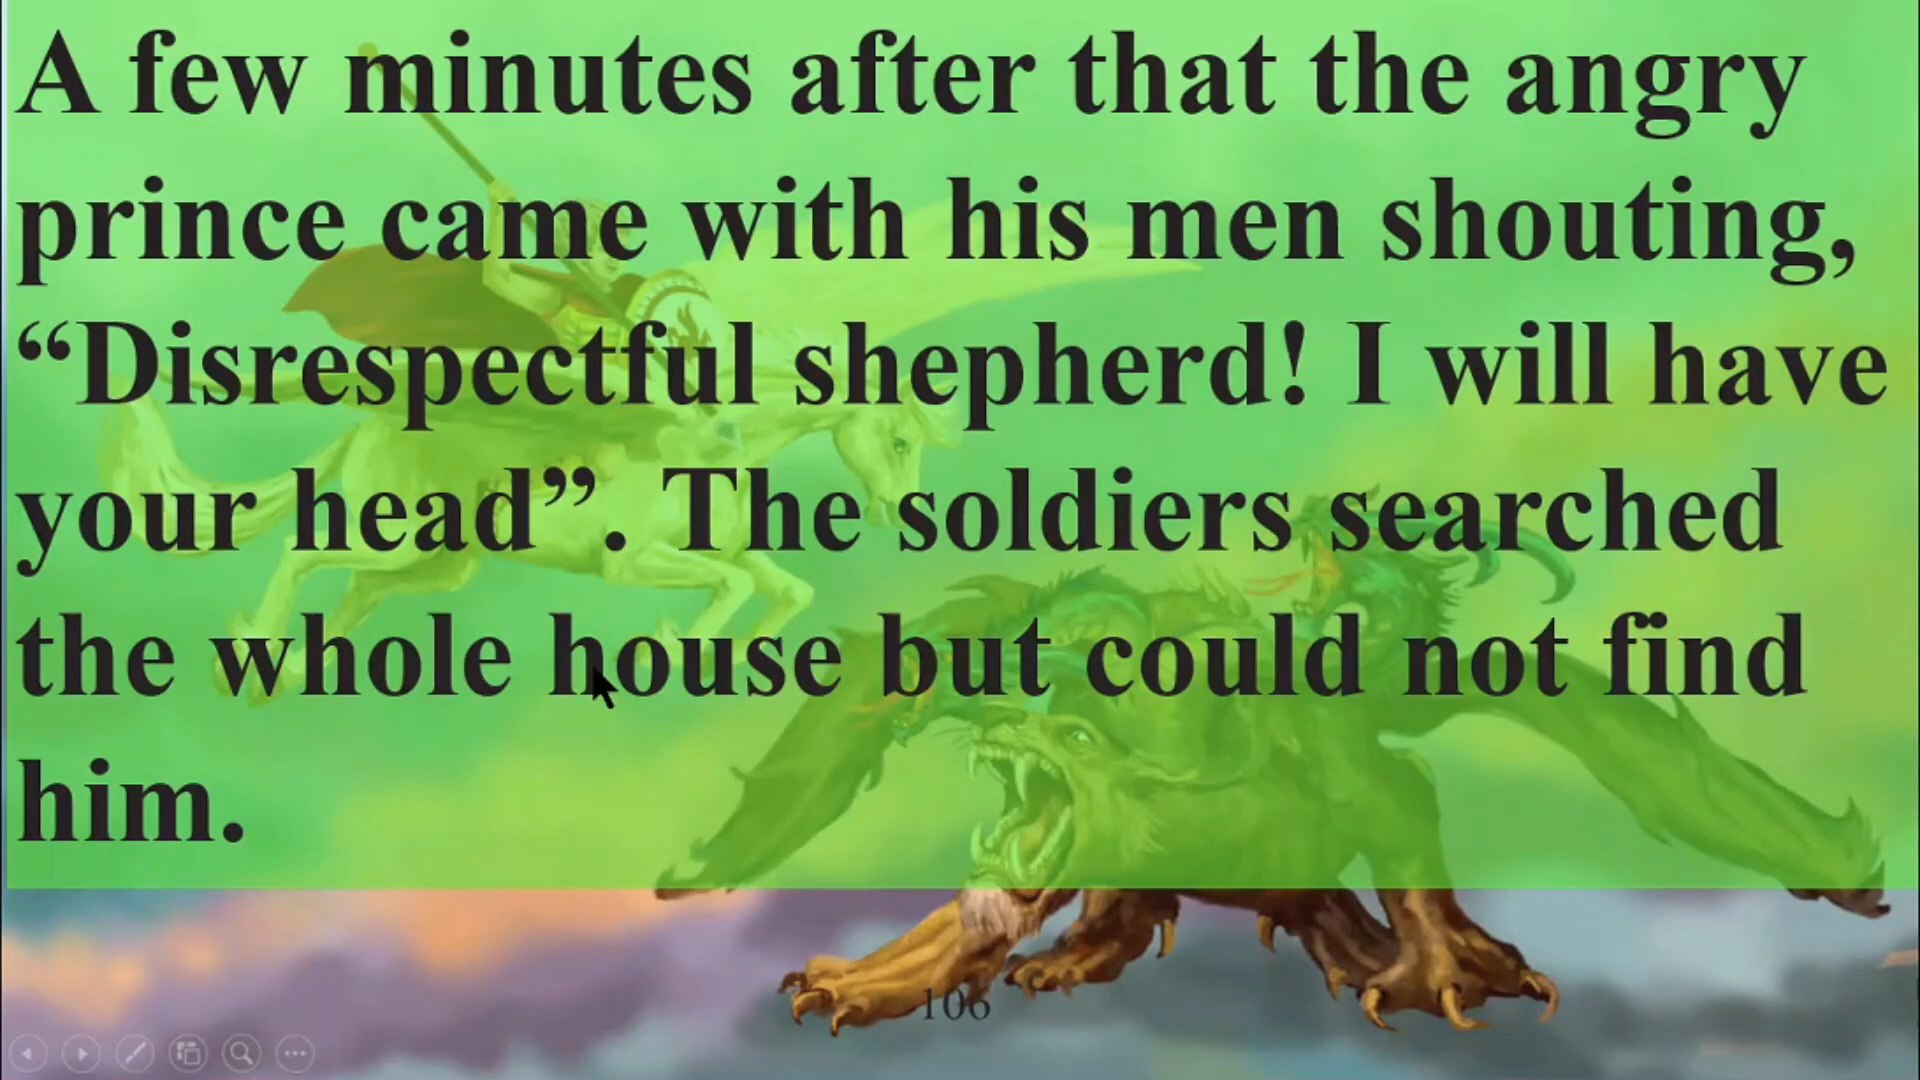 A few minutes after that the angry
prince came with his men shouting,
“Disrespectful shepherd! I will have
your head”. The soldiers searched
the whole house but could not find
him.
106